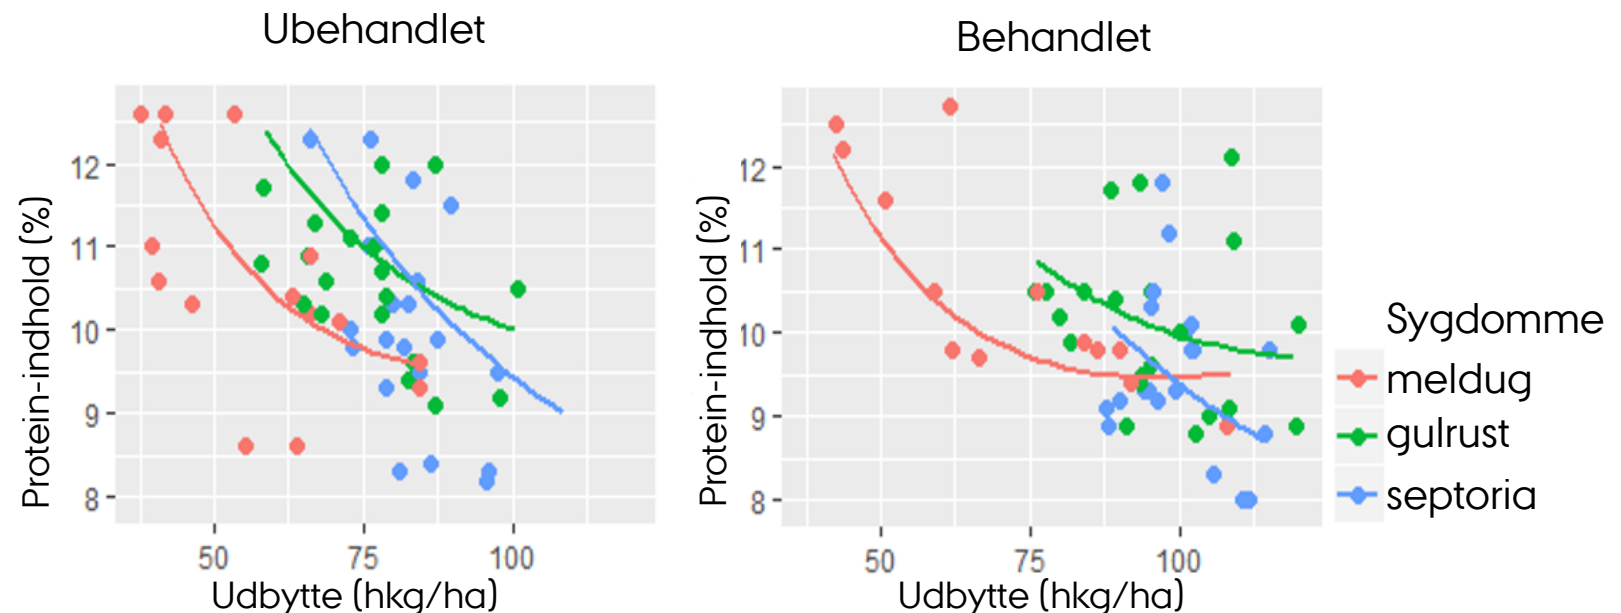 Ubehandlet
Protein-indhold (%)
12
11
10
9
8
50 75 100
Udbytte (hkg/ha)
Behandlet
Protein-indhold (%)
12
11
10
9
8
50 75 100
Udbytte (hkg/ha)
Sygdomme
meldug
gulrust
septoria